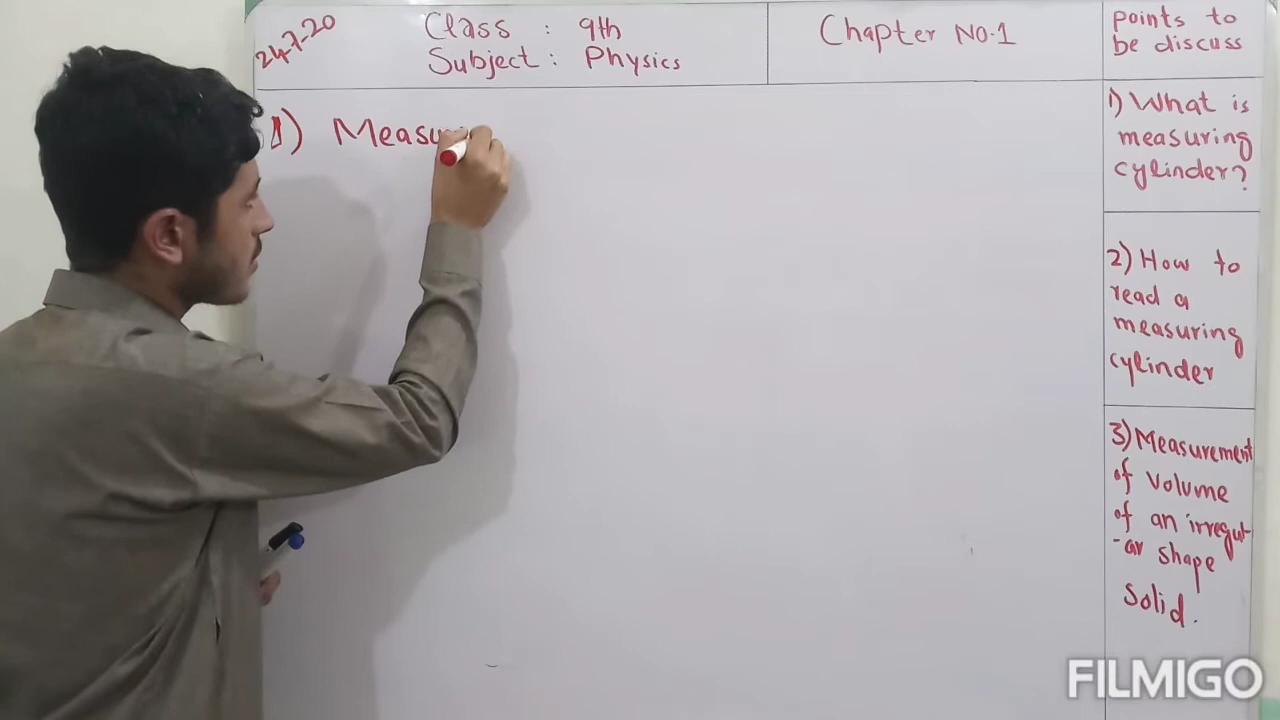 24-7-20
Class : 9th
Subject : Physics
Chapter No.1
points to
be discuss
1) What is
measuring
cylinder?
2) How to
read a
measuring
cylinder
3) Measurement
of volume
of an irregul
-ar shape
solid.
1) Measu
FILMIGO